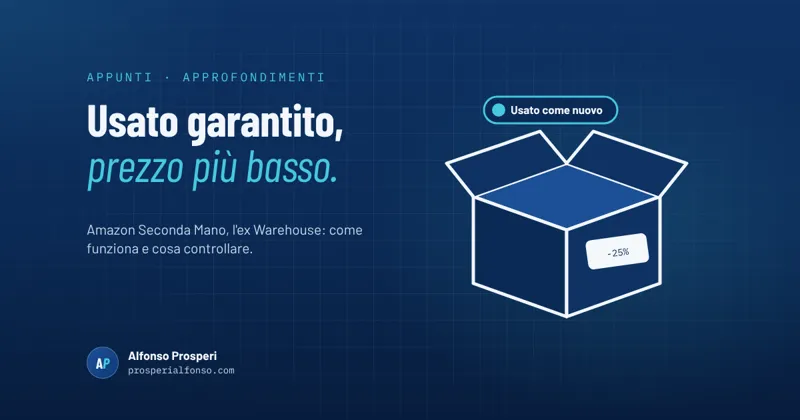 APPUNTI · APPROFONDIMENTI
Usato garantito,
prezzo più basso.
Amazon Seconda Mano, l'ex Warehouse: come
funziona e cosa controllare.
Usato come nuovo
-25%
AP
Alfonso Prosperi
prosperialfonso.com